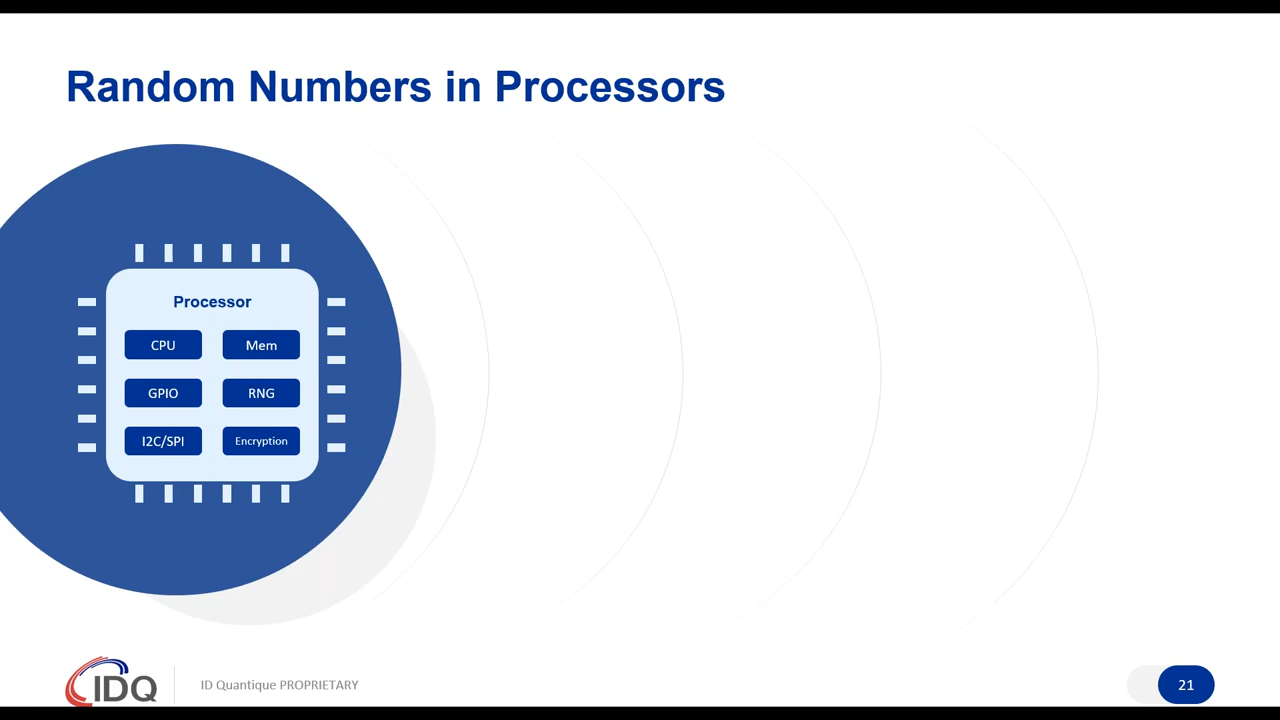 Random Numbers in Processors
Processor
CPU
Mem
GPIO
RNG
I2C/SPI
Encryption
IDQ
ID Quantique PROPRIETARY
21